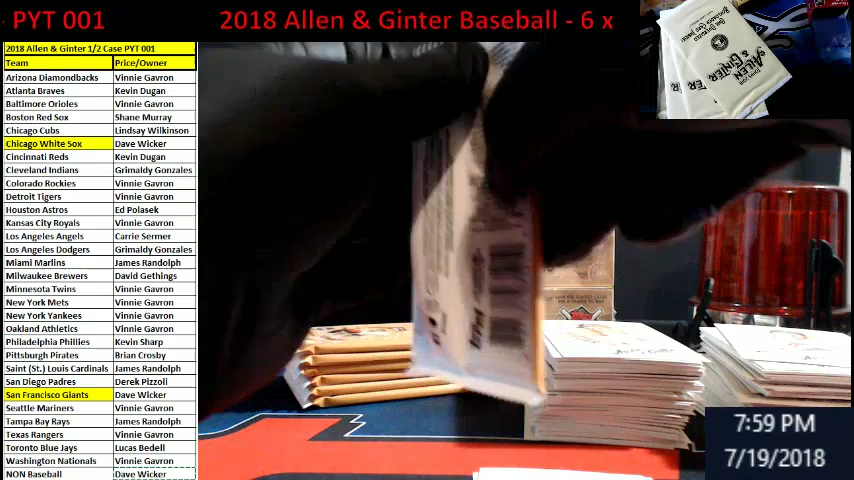 PYT 001
2018 Allen & Ginter Baseball - 6 x
2018 Allen & Ginter 1/2 Case PYT 001
Team Price/Owner
Arizona Diamondbacks Vinnie Gavron
Atlanta Braves Kevin Dugan
Baltimore Orioles Vinnie Gavron
Boston Red Sox Shane Murray
Chicago Cubs Lindsay Wilkinson
Chicago White Sox Dave Wicker
Cincinnati Reds Kevin Dugan
Cleveland Indians Grimaldy Gonzales
Colorado Rockies Vinnie Gavron
Detroit Tigers Vinnie Gavron
Houston Astros Ed Polasek
Kansas City Royals Vinnie Gavron
Los Angeles Angels Carrie Sermer
Los Angeles Dodgers Grimaldy Gonzales
Miami Marlins James Randolph
Milwaukee Brewers David Gethings
Minnesota Twins Vinnie Gavron
New York Mets Vinnie Gavron
New York Yankees Vinnie Gavron
Oakland Athletics Vinnie Gavron
Philadelphia Phillies Kevin Sharp
Pittsburgh Pirates Brian Crosby
Saint (St.) Louis Cardinals James Randolph
San Diego Padres Derek Pizzoli
San Francisco Giants Dave Wicker
Seattle Mariners Vinnie Gavron
Tampa Bay Rays James Randolph
Texas Rangers Vinnie Gavron
Toronto Blue Jays Lucas Bedell
Washington Nationals Vinnie Gavron
NON Baseball Dave Wicker
ALLEN
& GINTER
7:59 PM
7/19/2018